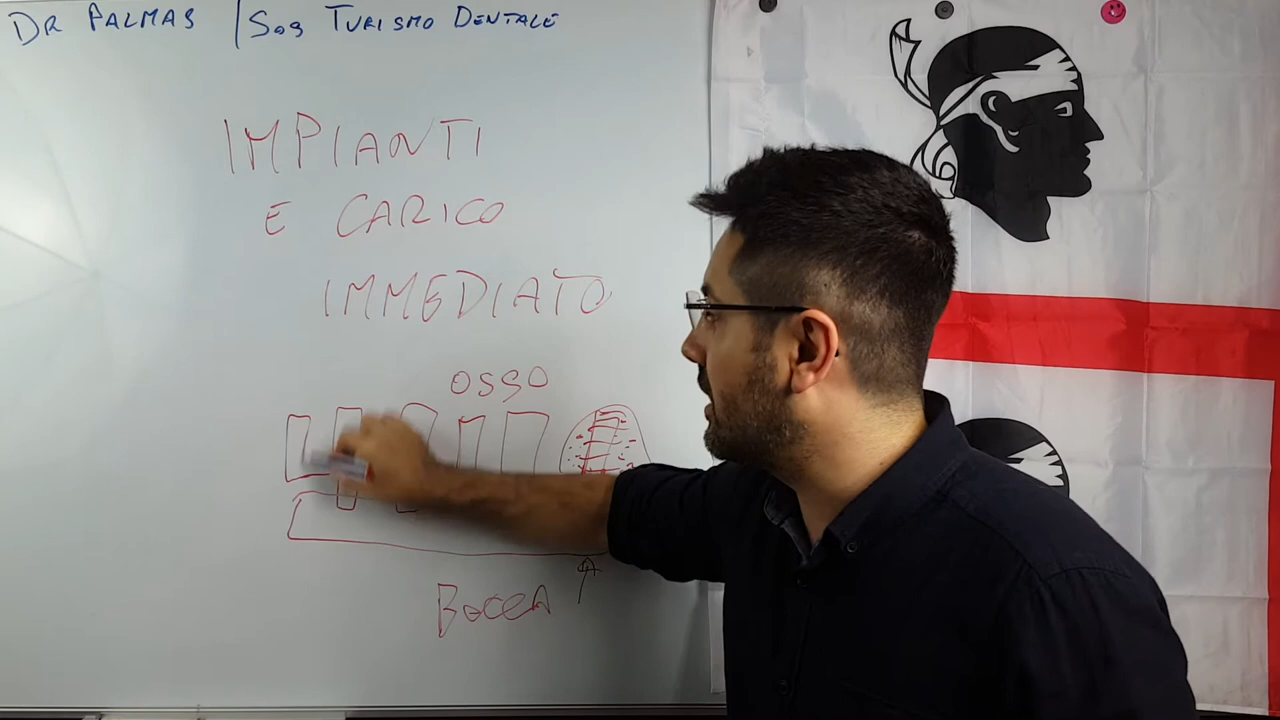 DR PALMAS | SOS TURISMO DENTALE
IMPIANTI
E CARICO
IMMEDIATO
OSSO
BOCCA